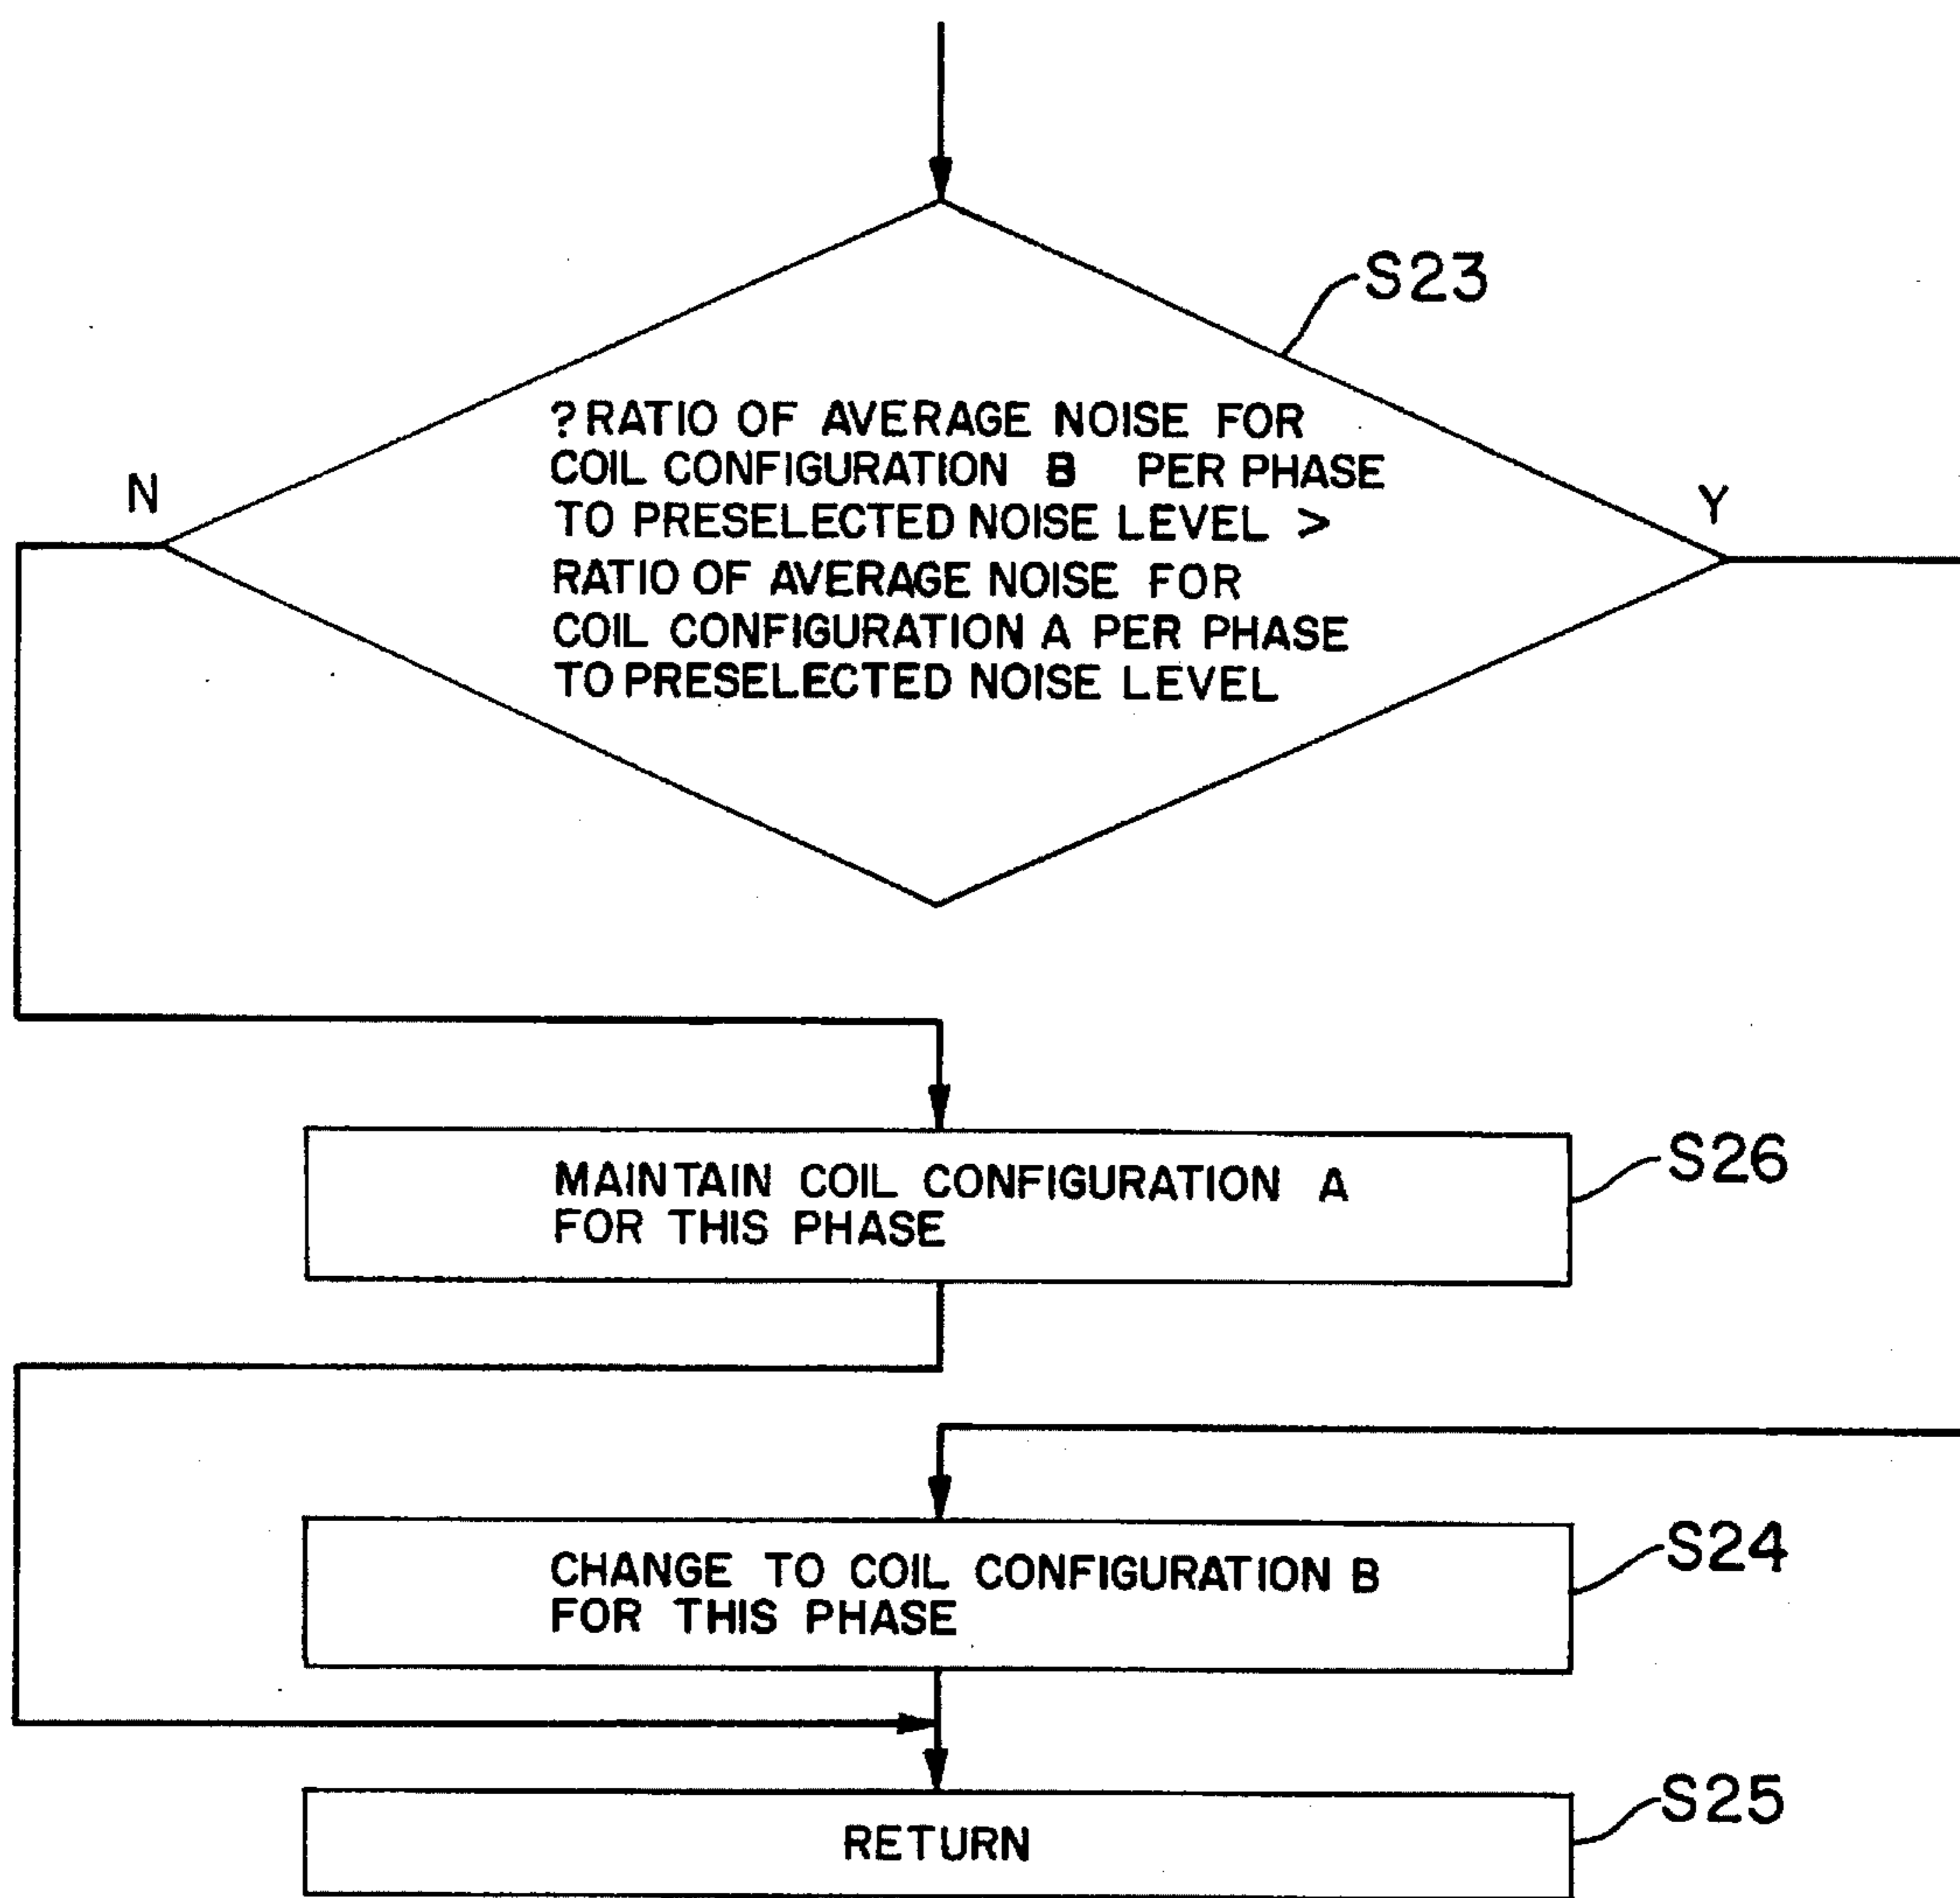 S23
?RATIO OF AVERAGE NOISE FOR
COIL CONFIGURATION B PER PHASE
TO PRESELECTED NOISE LEVEL >
RATIO OF AVERAGE NOISE FOR
COIL CONFIGURATION A PER PHASE
TO PRESELECTED NOISE LEVEL
N
Y
MAINTAIN COIL CONFIGURATION A
FOR THIS PHASE
S26
CHANGE TO COIL CONFIGURATION B
FOR THIS PHASE
S24
RETURN
S25